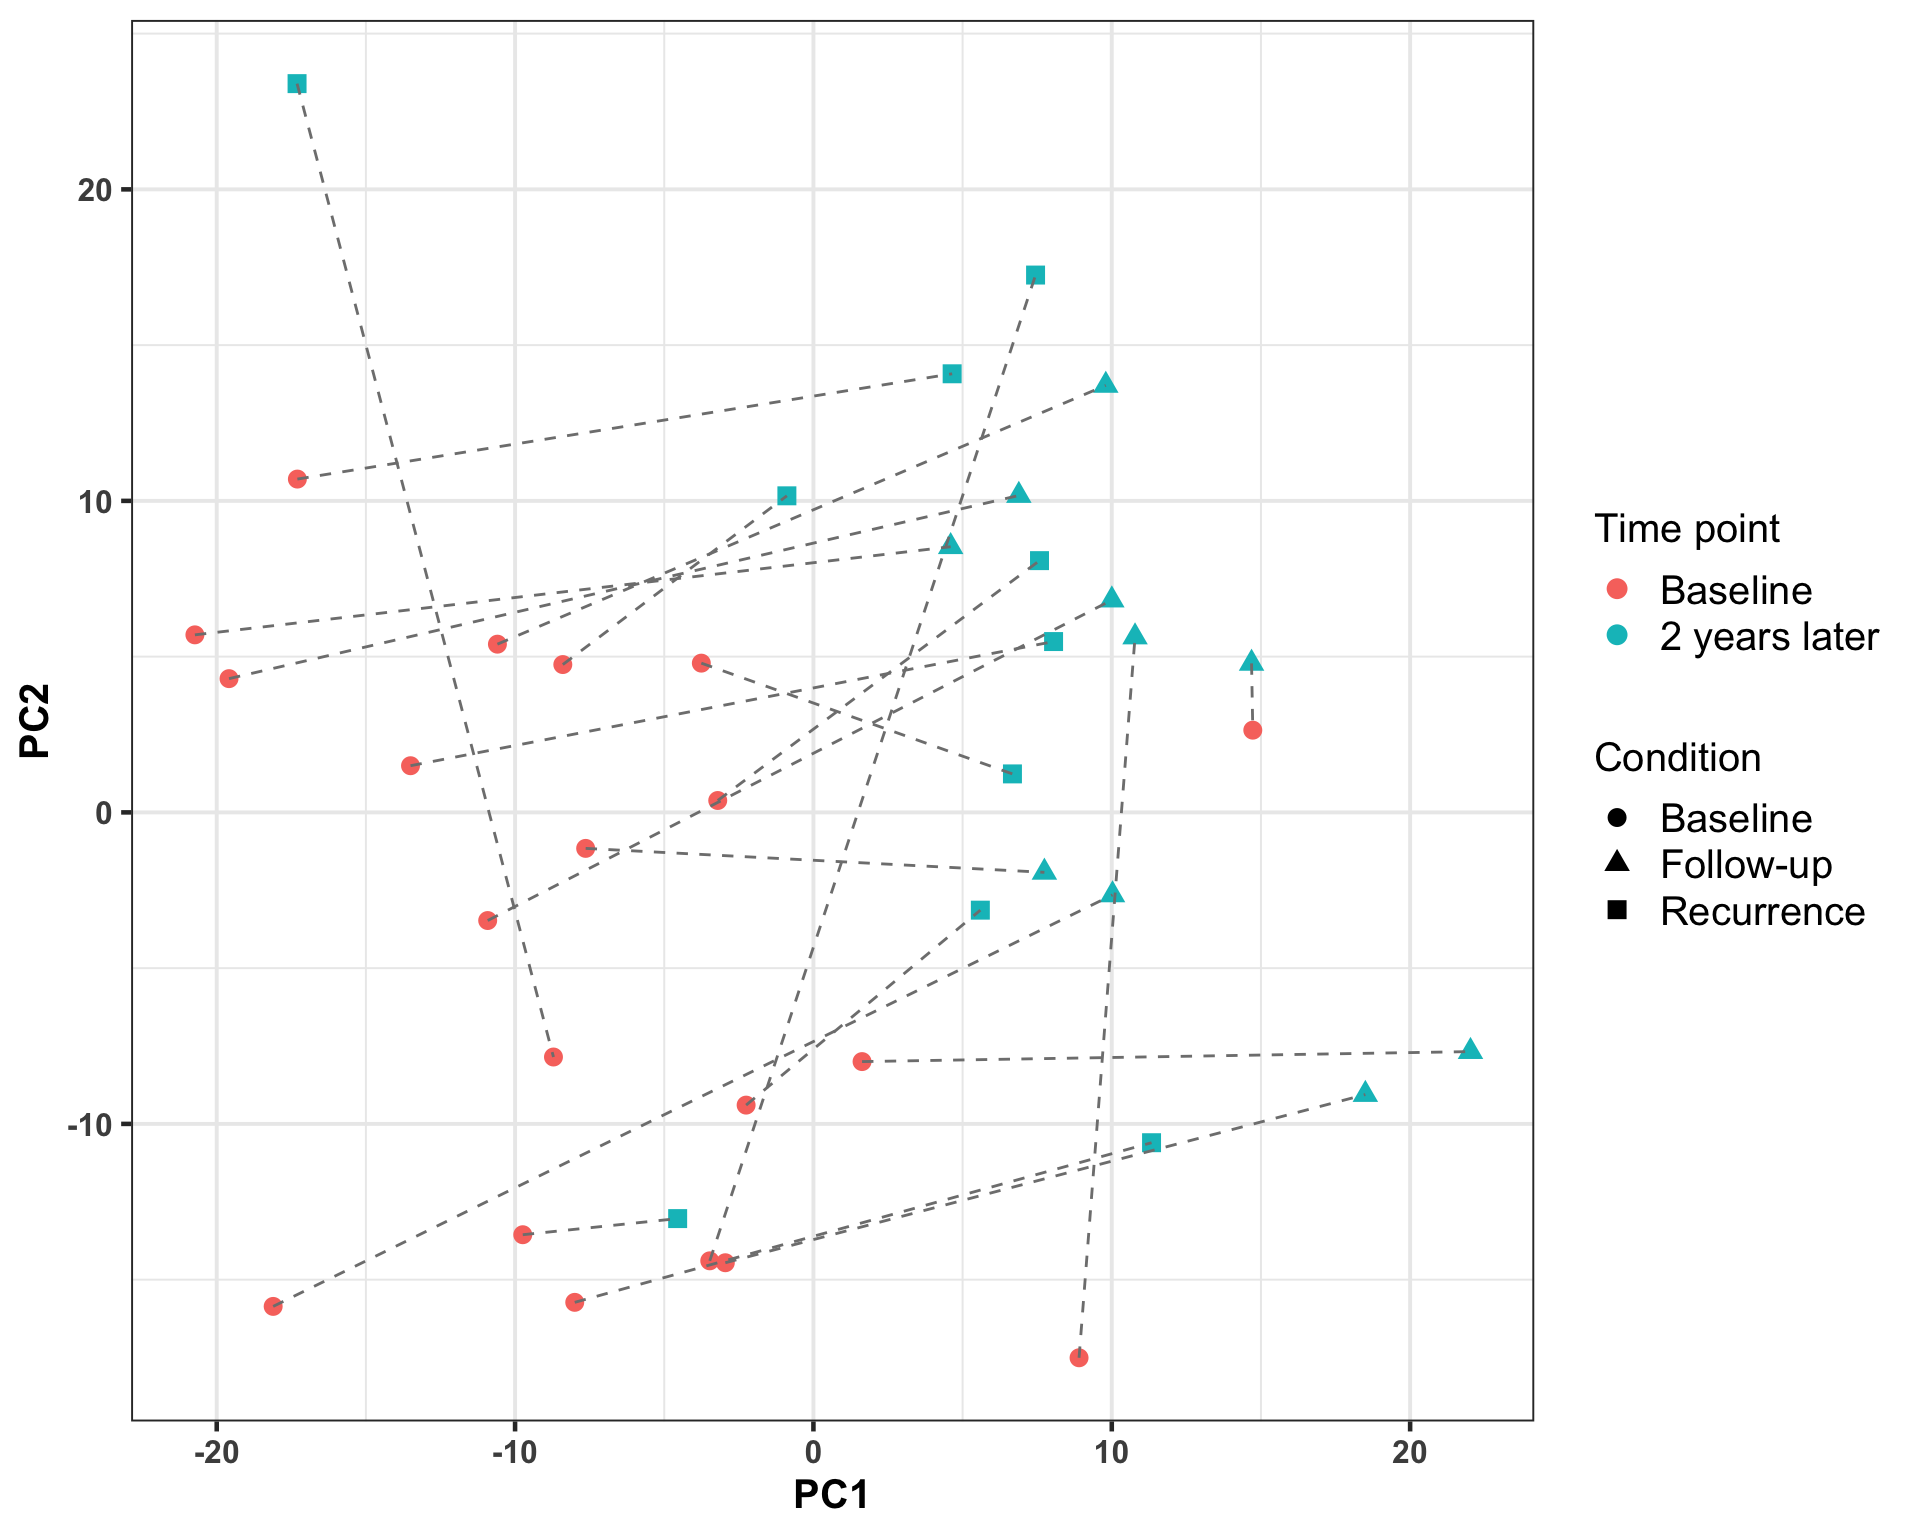 20
10
0
-10
PC2
-20
-10
0
10
20
PC1
Time point
Baseline
2 years later
Condition
Baseline
Follow-up
Recurrence